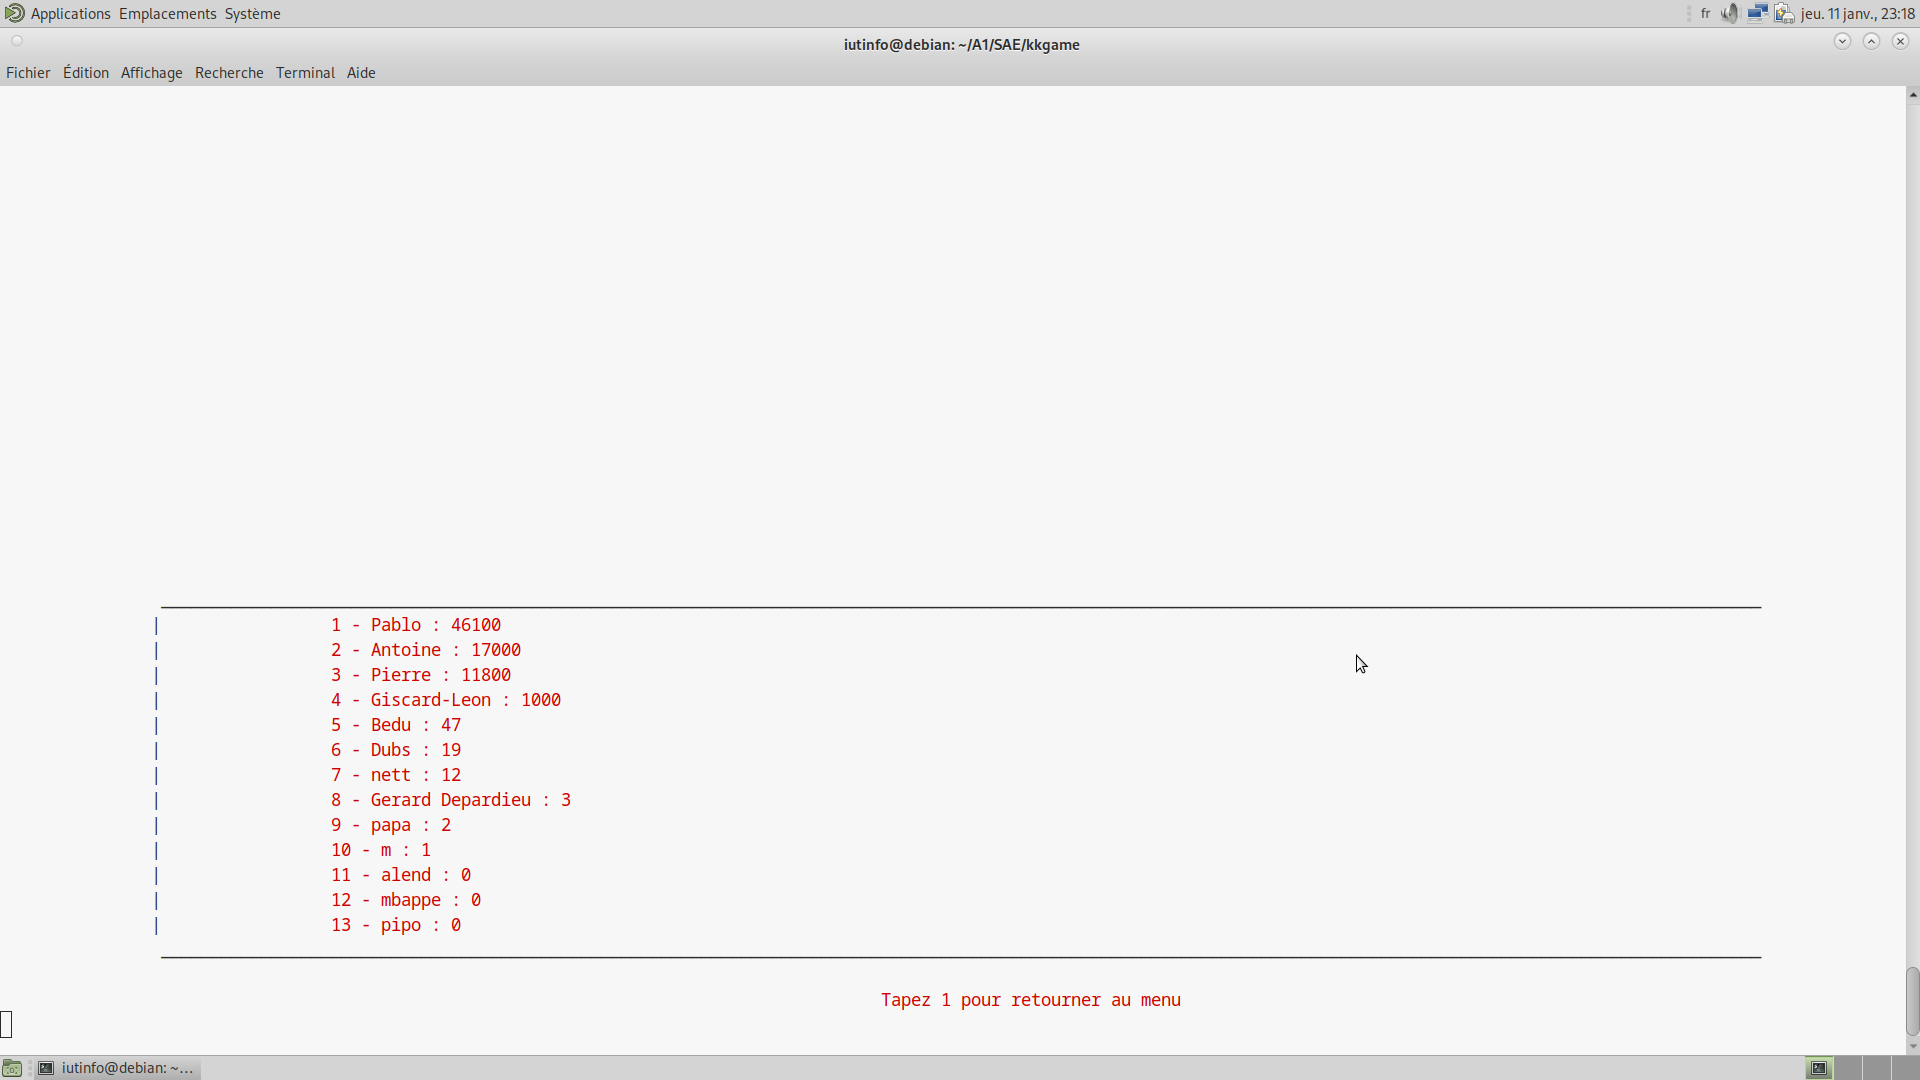 Applications Emplacements Système fr jeu. 11 janv., 23:18
iutinfo@debian: ~/A1/SAE/kkgame
Fichier Édition Affichage Recherche Terminal Aide
1 - Pablo : 46100
2 - Antoine : 17000
3 - Pierre : 11800
4 - Giscard-Leon : 1000
5 - Bedu : 47
6 - Dubs : 19
7 - nett : 12
8 - Gerard Depardieu : 3
9 - papa : 2
10 - m : 1
11 - alend : 0
12 - mbappe : 0
13 - pipo : 0
Tapez 1 pour retourner au menu
iutinfo@debian: ~…